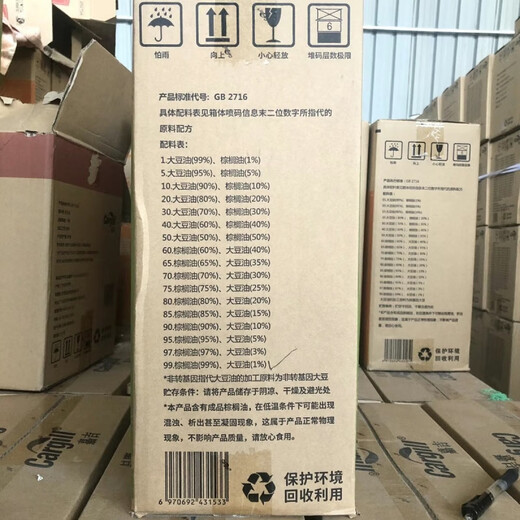 怕雨
向上
小心轻放
6
堆码层数极限
产品标准代号: GB 2716
具体配料表见箱体喷码信息末二位数字所指代的
原料配方
配料表:
1.大豆油(99%)、棕榈油(1%)
5.大豆油(95%)、棕榈油(5%)
10.大豆油(90%)、棕榈油(10%)
20.大豆油(80%)、棕榈油(20%)
30.大豆油(70%)、棕榈油(30%)
40.大豆油(60%)、棕榈油(40%)
50.大豆油(50%)、棕榈油(50%)
60.棕榈油(60%)、大豆油(40%)
65.棕榈油(65%)、大豆油(35%)
70.棕榈油(70%)、大豆油(30%)
75.棕榈油(75%)、大豆油(25%)
80.棕榈油(80%)、大豆油(20%)
85.棕榈油(85%)、大豆油(15%)
90.棕榈油(90%)、大豆油(10%)
95.棕榈油(95%)、大豆油(5%)
97.棕榈油(97%)、大豆油(3%)
99.棕榈油(99%)、大豆油(1%)
*非转基因指代大豆油的加工原料为非转基因大豆
贮存条件: 请将产品储存于阴凉、干燥及避光处
*本产品含有成品棕榈油, 在低温条件下可能出现
混浊、析出甚至凝固现象, 这属于产品正常物理
现象, 不影响产品质量, 请放心食用。
6 970692 431533
保护环境
回收利用
保护环境
回收利用
Cargill
Cargill